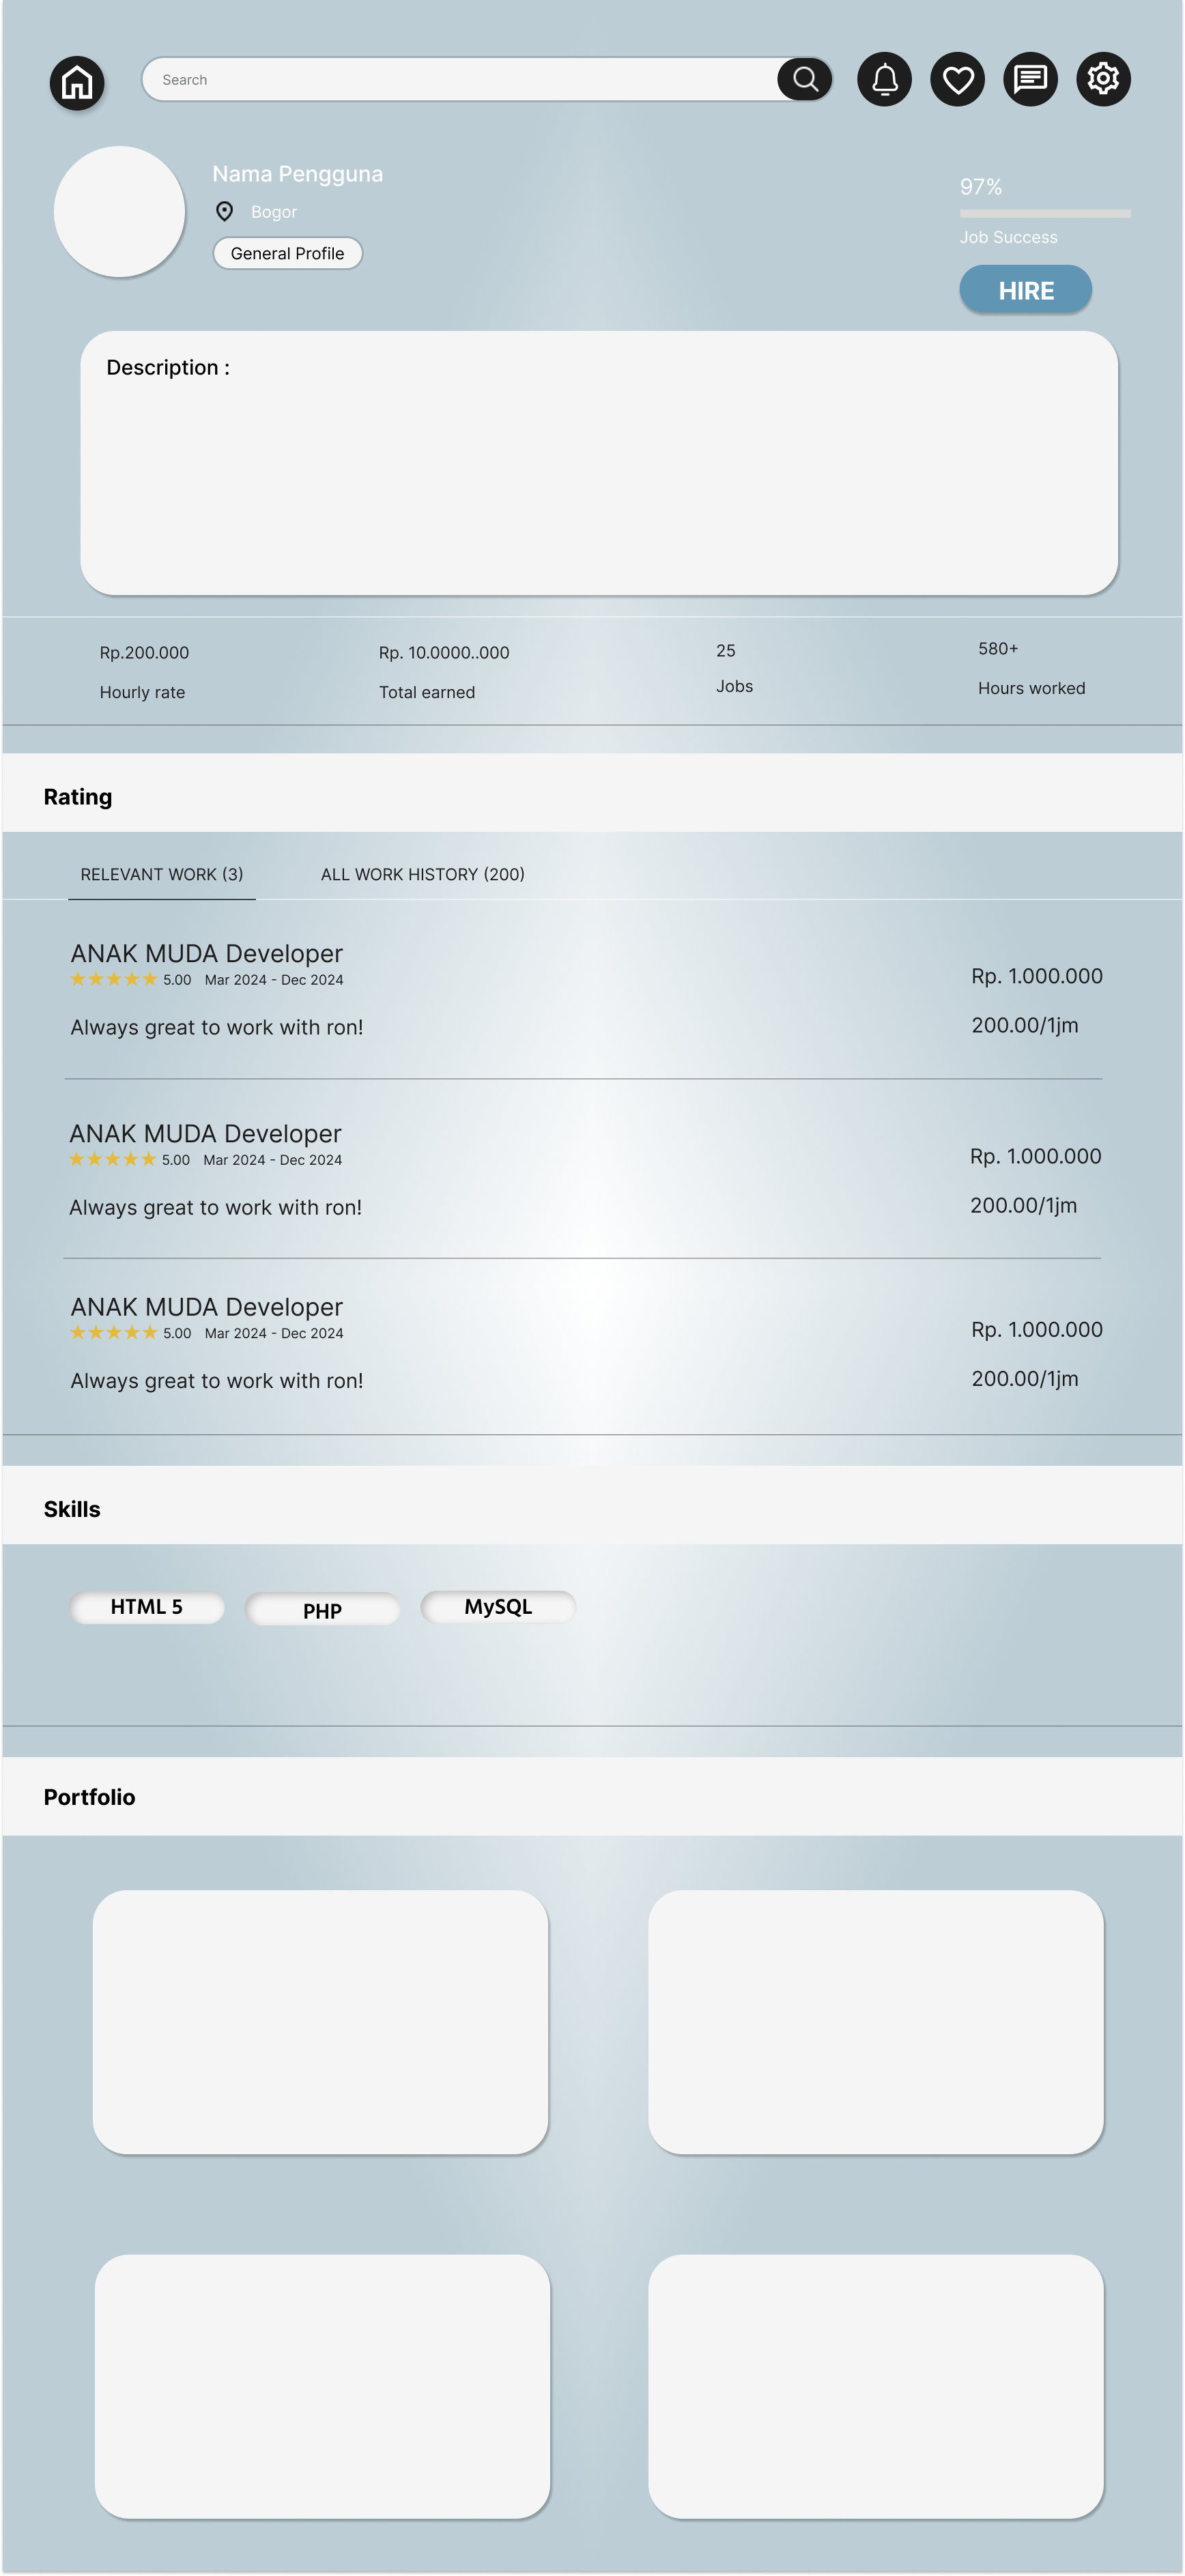 Search
Nama Pengguna
Bogor
General Profile
97%
Job Success
HIRE
Description :
Rp.200.000
Hourly rate
Rp. 10.0000..000
Total earned
25
Jobs
580+
Hours worked
Rating
RELEVANT WORK (3)
ALL WORK HISTORY (200)
ANAK MUDA Developer
5.00 Mar 2024 - Dec 2024
Always great to work with ron!
Rp. 1.000.000
200.00/1jm
ANAK MUDA Developer
5.00 Mar 2024 - Dec 2024
Always great to work with ron!
Rp. 1.000.000
200.00/1jm
ANAK MUDA Developer
5.00 Mar 2024 - Dec 2024
Always great to work with ron!
Rp. 1.000.000
200.00/1jm
Skills
HTML 5
PHP
MySQL
Portfolio